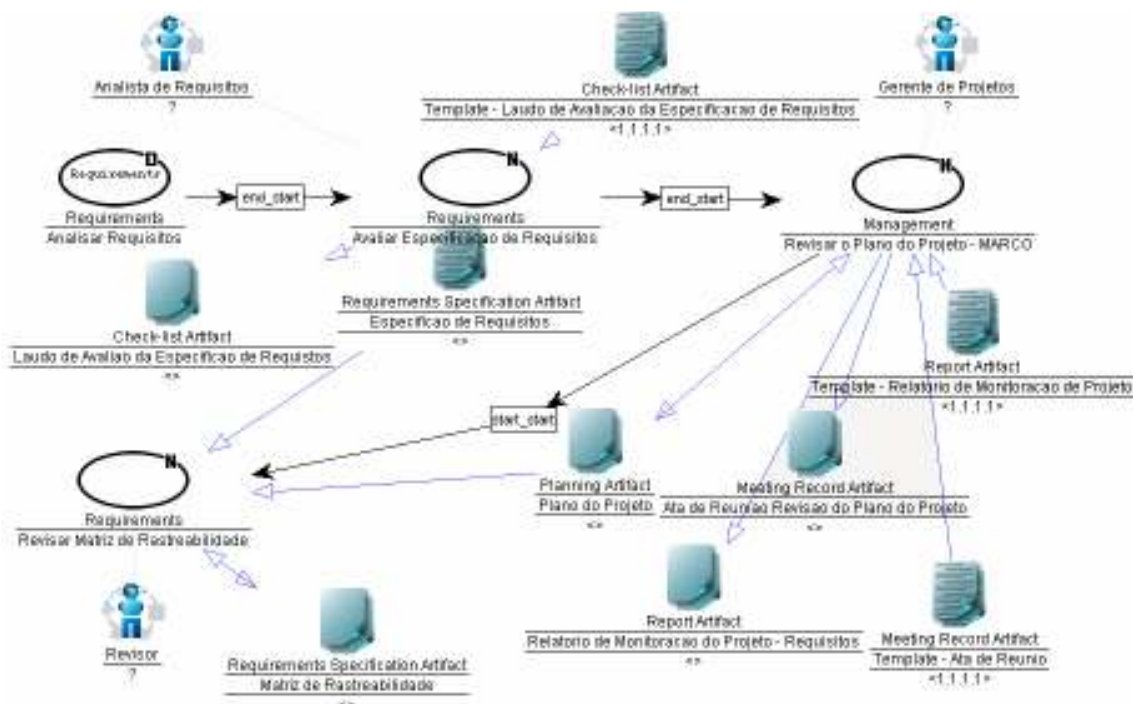 Analista de Requisitos
?
Check-list Artifact
Template - Laudo de Avaliacao da Especificacao de Requisitos
<1.1.1.1>
Gerente de Projetos
?
D
Requirements
Requirements
Analisar Requisitos
end_start
N
Requirements
Avaliar Especificacao de Requisitos
end_start
N
Management
Revisar o Plano do Projeto - MARCO
Check-list Artifact
Laudo de Avaliao da Especificao de Requistos
<>
Requirements Specification Artifact
Especificao de Requisitos
<>
Report Artifact
Template - Relatorio de Monitoracao de Projeto
<1.1.1.1>
start_start
N
Requirements
Revisar Matriz de Rastreabilidade
Planning Artifact
Plano do Projeto
<>
Meeting Record Artifact
Ata de Reuniao Revisao do Plano do Projeto
<>
Revisor
?
Requirements Specification Artifact
Matriz de Rastreabilidade
<>
Report Artifact
Relatorio de Monitoracao do Projeto - Requisitos
<>
Meeting Record Artifact
Template - Ata de Reunio
<1.1.1.1>